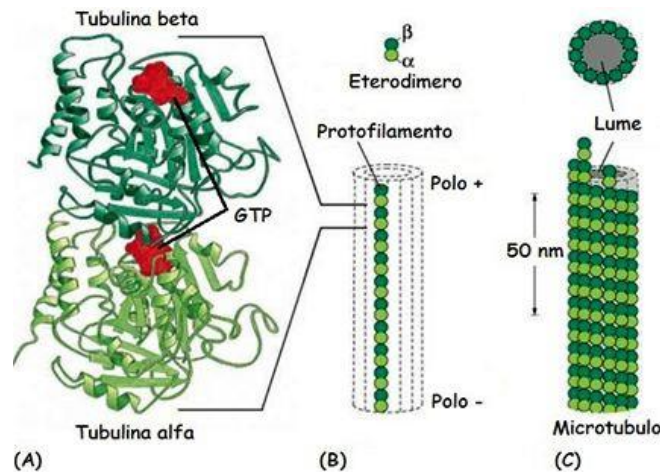 Tubulina beta
GTP
Tubulina alfa
(A)
β
α
Eterodimero
Protofilamento
Polo +
Polo -
(B)
Lume
50 nm
Microtubulo
(C)